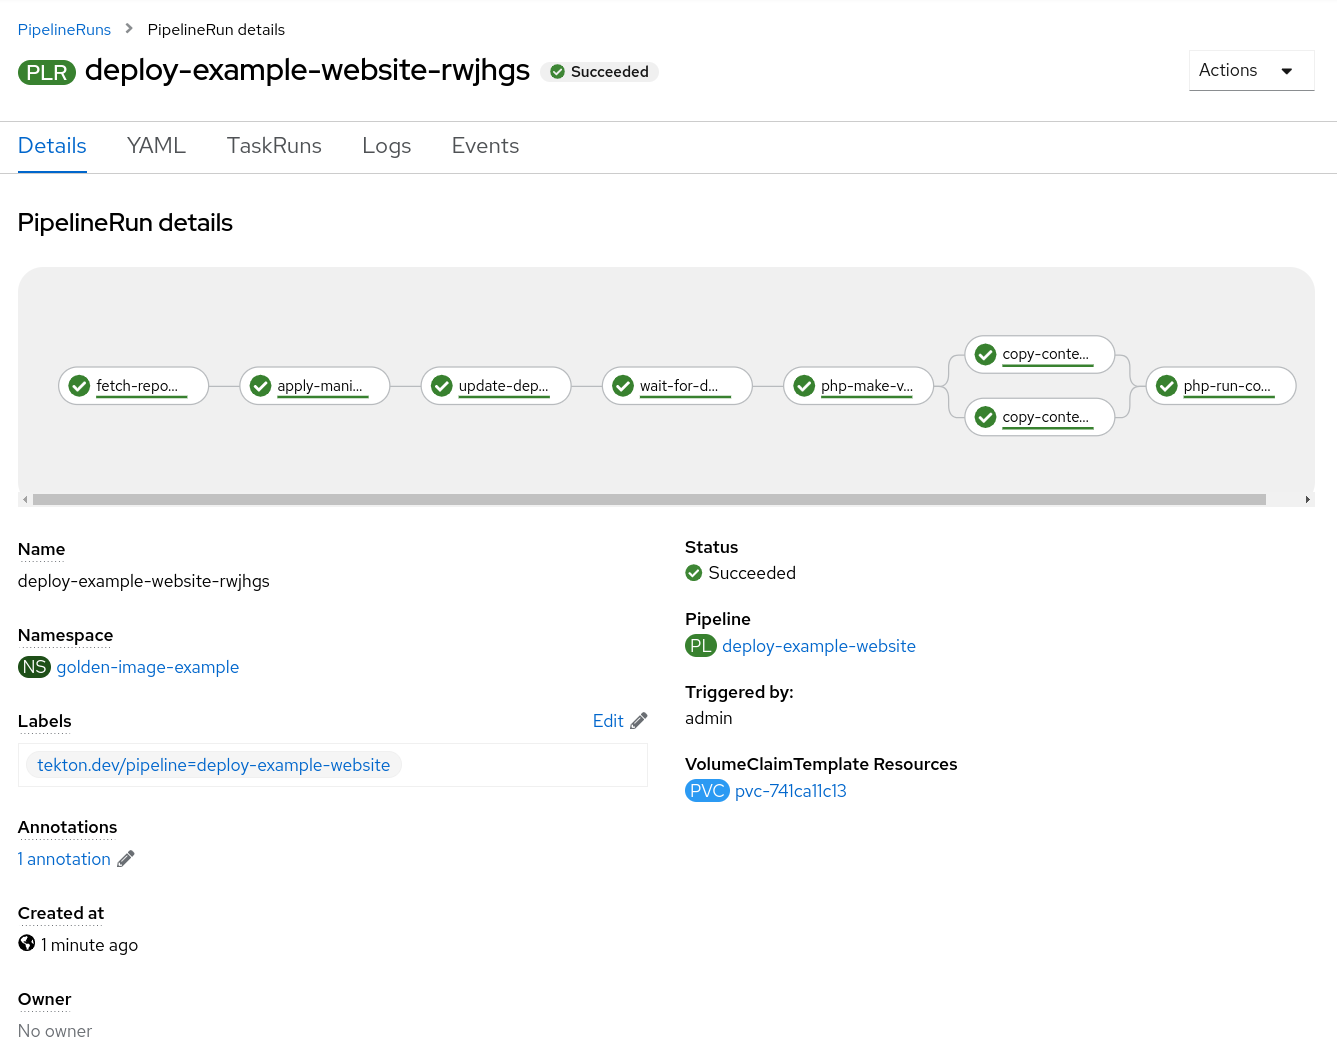 PipelineRuns > PipelineRun details
PLR deploy-example-website-rwjhgs Succeeded
Actions
Details YAML TaskRuns Logs Events
PipelineRun details
fetch-repo... apply-mani... update-dep... wait-for-d... php-make-v... copy-conte... php-run-co...
copy-conte...
Name
deploy-example-website-rwjhgs
Namespace
NS golden-image-example
Labels Edit
tekton.dev/pipeline=deploy-example-website
Annotations
1 annotation
Created at
1 minute ago
Owner
No owner
Status
Succeeded
Pipeline
PL deploy-example-website
Triggered by:
admin
VolumeClaimTemplate Resources
PVC pvc-741ca11c13